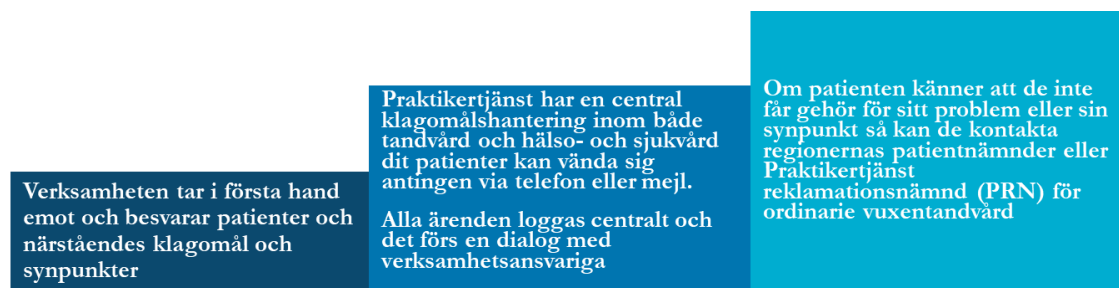 Verksamheten tar i första hand
emot och besvarar patienter och
närståendes klagomål och
synpunkter
Praktikertjänst har en central
klagomålshantering inom både
tandvård och hälso- och sjukvård
dit patienter kan vända sig
antingen via telefon eller mejl.
Alla ärenden loggas centralt och
det förs en dialog med
verksamhetsansvariga
Om patienten känner att de inte
får gehör för sitt problem eller sin
synpunkt så kan de kontakta
regionernas patientnämnder eller
Praktikertjänst
reklamationsnämnd (PRN) för
ordinarie vuxentandvård